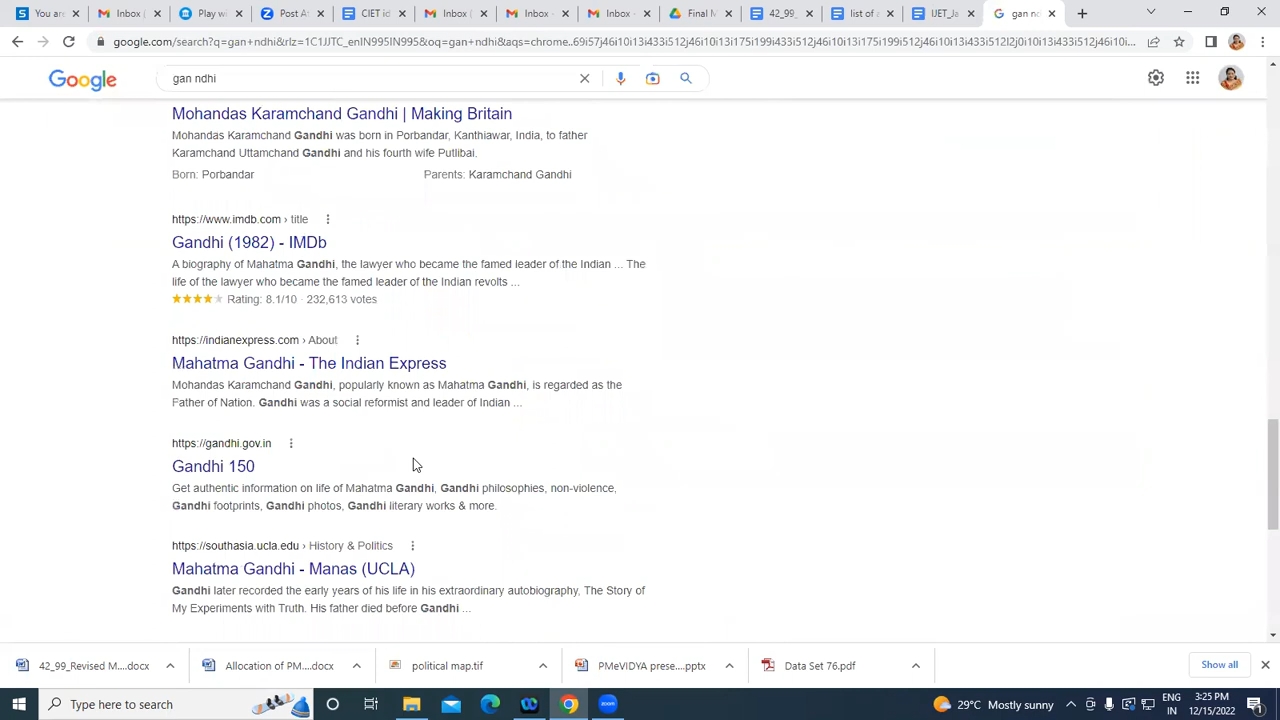 You are
Inbox (
Play wi
Post A
CIET id
Inbox (
Inbox -
Inbox -
Final M
42_99_
list of a
UET_Ja
gan nd
google.com/search?q=gan+ndhi&rlz=1C1JJTC_enIN995IN995&oq=gan+ndhi&aqs=chrome..69i57j46i10i13i433i512j46i10i13i175i199i433i512j46i10i13i433i512l2j0i10i13i433i512j46i10i13i175i199i433i512j46i10...
Google
gan ndhi
Mohandas Karamchand Gandhi | Making Britain
Mohandas Karamchand Gandhi was born in Porbandar, Kanthiawar, India, to father
Karamchand Uttamchand Gandhi and his fourth wife Putlibai.
Born: Porbandar
Parents: Karamchand Gandhi
https://www.imdb.com › title
Gandhi (1982) - IMDb
A biography of Mahatma Gandhi, the lawyer who became the famed leader of the Indian ... The
life of the lawyer who became the famed leader of the Indian revolts ...
Rating: 8.1/10 · 232,613 votes
https://indianexpress.com › About
Mahatma Gandhi - The Indian Express
Mohandas Karamchand Gandhi, popularly known as Mahatma Gandhi, is regarded as the
Father of Nation. Gandhi was a social reformist and leader of Indian ...
https://gandhi.gov.in
Gandhi 150
Get authentic information on life of Mahatma Gandhi, Gandhi philosophies, non-violence,
Gandhi footprints, Gandhi photos, Gandhi literary works & more.
https://southasia.ucla.edu › History & Politics
Mahatma Gandhi - Manas (UCLA)
Gandhi later recorded the early years of his life in his extraordinary autobiography, The Story of
My Experiments with Truth. His father died before Gandhi ...
42_99_Revised M....docx
Allocation of PM....docx
political map.tif
PMeVIDYA prese....pptx
Data Set 76.pdf
Show all
Type here to search
zoom
29°C Mostly sunny
ENG
IN
3:25 PM
12/15/2022